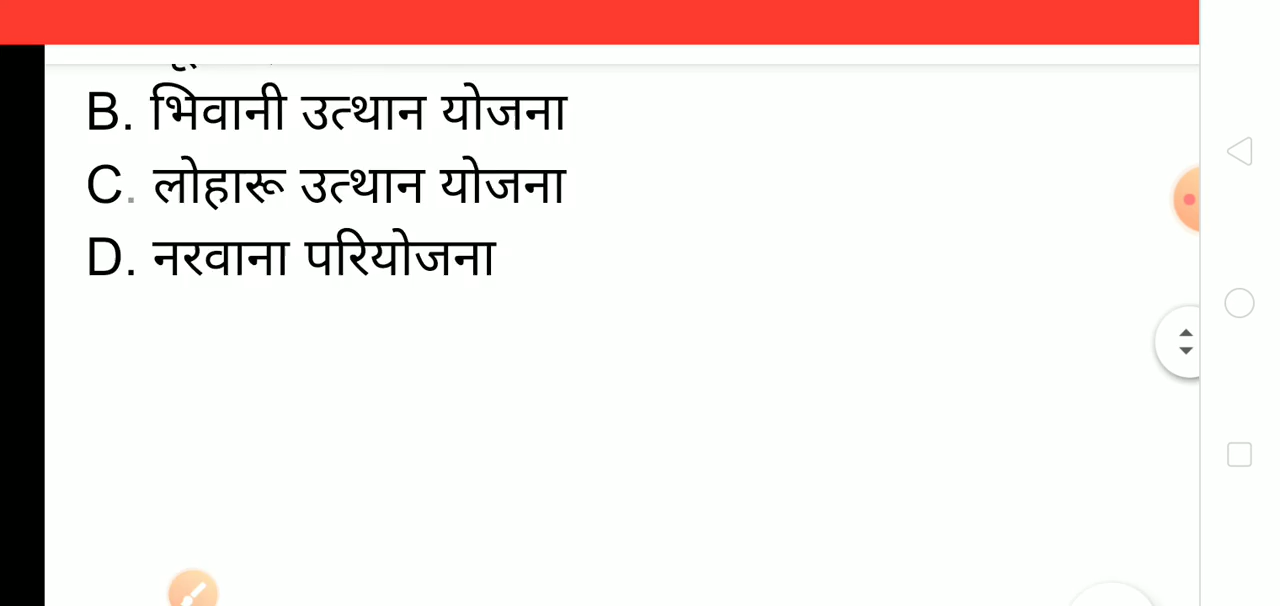 B. भिवानी उत्थान योजना
C. लोहारू उत्थान योजना
D. नरवाना परियोजना